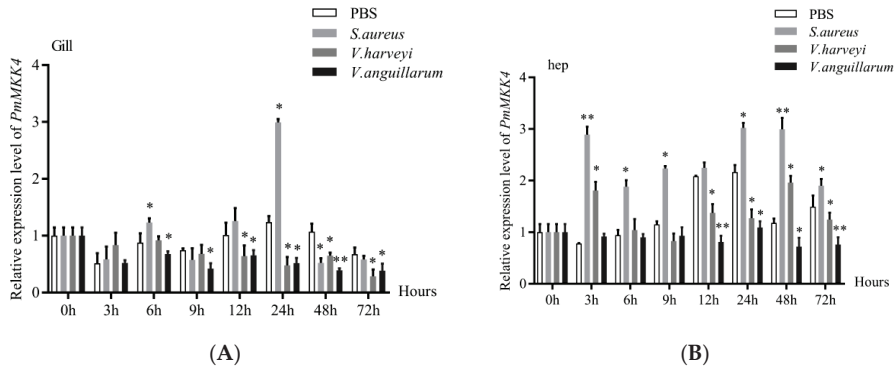 Gill
PBS
S.aureus
V.harveyi
V.anguillarum
Relative expression level of PmMKK4
4
3
2
1
0
* * * * * * * * * * ** * *
0h 3h 6h 9h 12h 24h 48h 72h
Hours
(A)
hep
PBS
S.aureus
V.harveyi
V.anguillarum
Relative expression level of PmMKK4
4
3
2
1
0
** * * * * ** * * * ** * * * * **
0h 3h 6h 9h 12h 24h 48h 72h
Hours
(B)